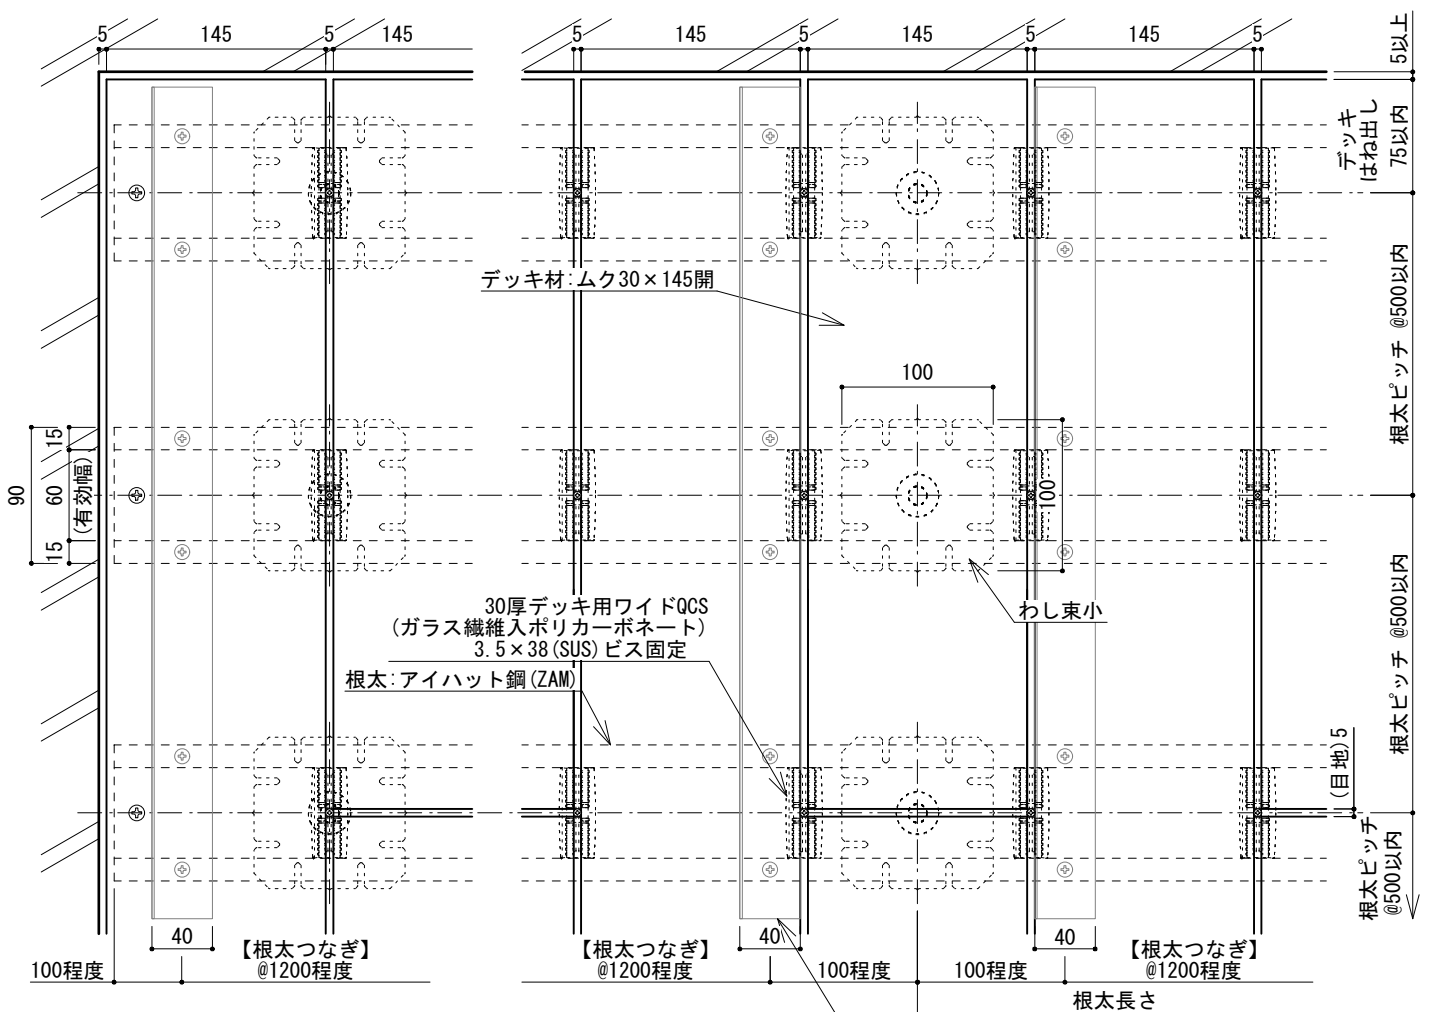 5 145 5 145 5 145 5 145 5 145 5
5以上
デッキ
はね出し
75以内
デッキ材:ムク30×145開
根太ピッチ @500以内
100
100
15
60
(有効幅)
15
90
わし束小
30厚デッキ用ワイドQCS
(ガラス繊維入ポリカーボネート)
3.5×38(SUS)ビス固定
根太:アイハット鋼(ZAM)
根太ピッチ @500以内
(目地)5
根太ピッチ
@500以内
40 40 40
【根太つなぎ】 【根太つなぎ】 【根太つなぎ】
100程度 @1200程度 @1200程度 100程度 100程度 @1200程度
根太長さ